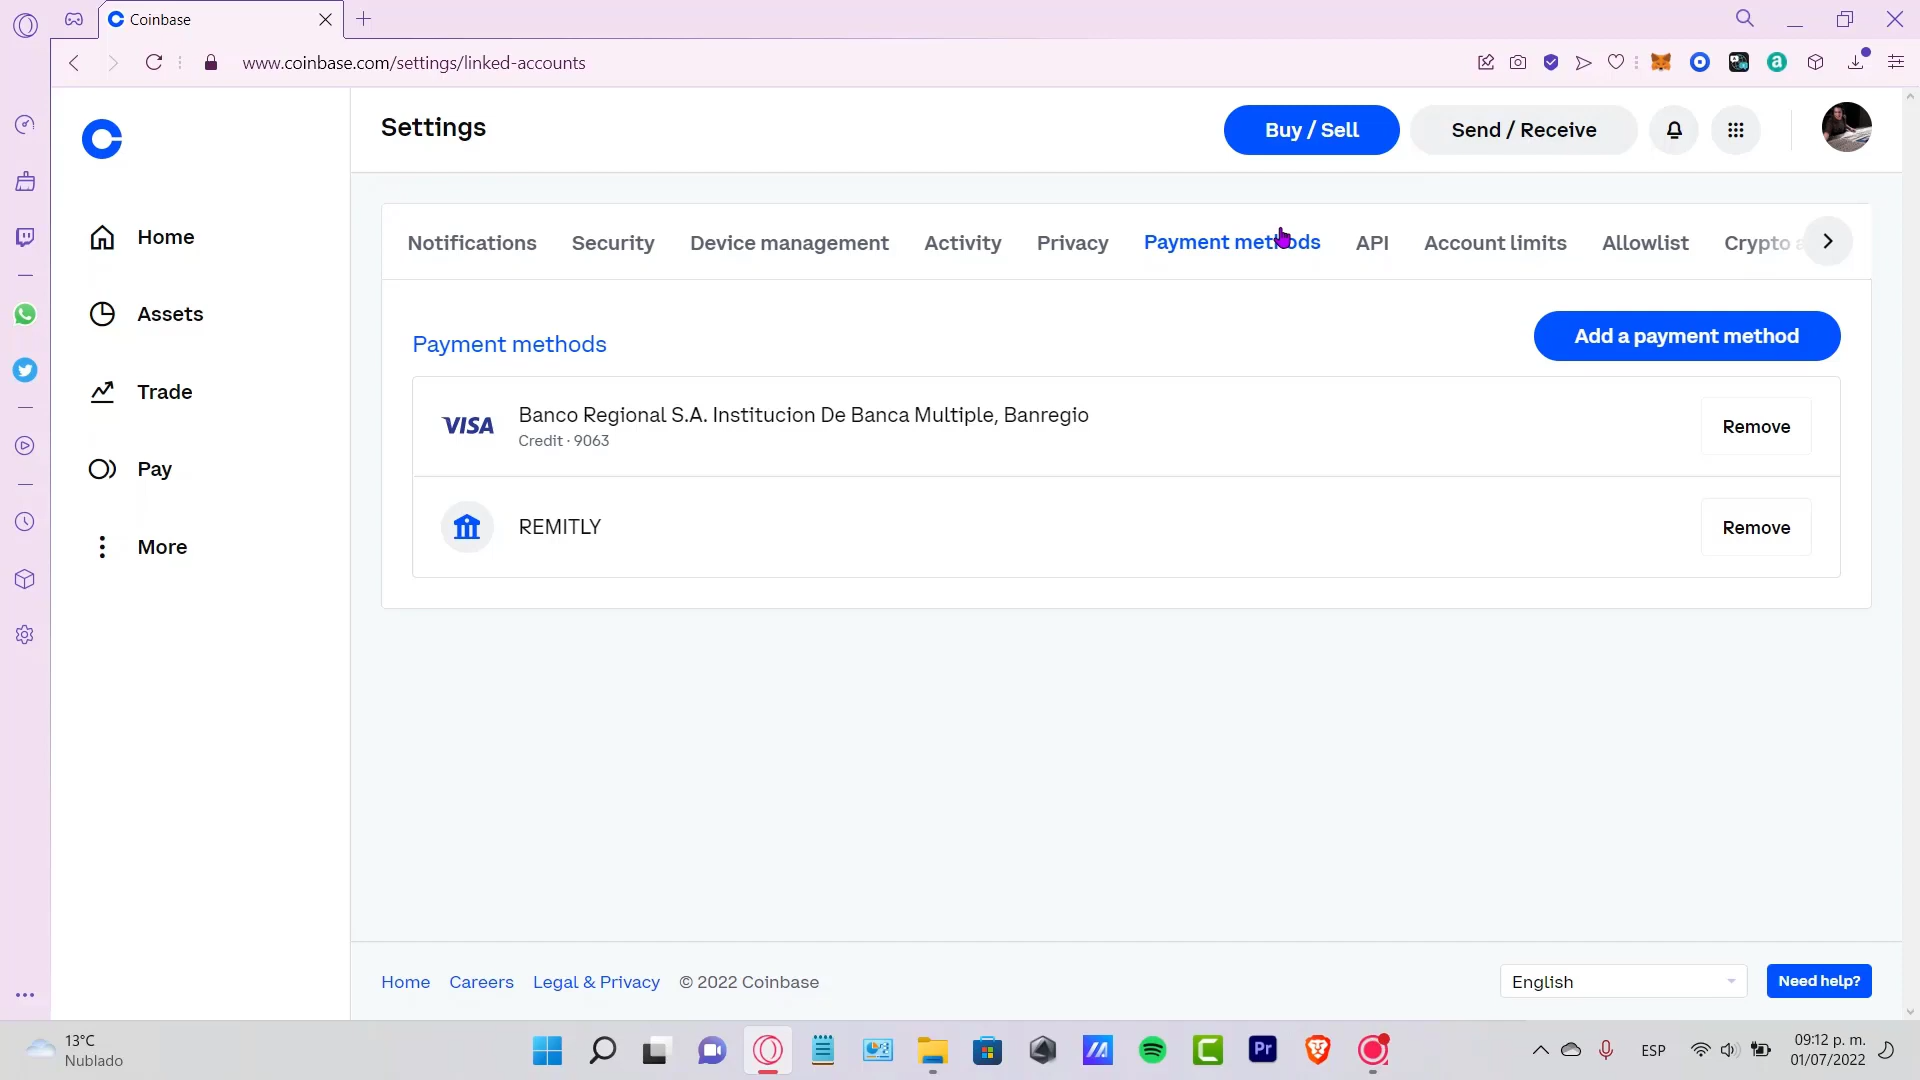 Coinbase
www.coinbase.com/settings/linked-accounts
Settings
Buy / Sell
Send / Receive
Home
Assets
Trade
Pay
More
Notifications
Security
Device management
Activity
Privacy
Payment methods
API
Account limits
Allowlist
Crypto a
Payment methods
Add a payment method
VISA
Banco Regional S.A. Institucion De Banca Multiple, Banregio
Credit · 9063
Remove
REMITLY
Remove
Home
Careers
Legal & Privacy
© 2022 Coinbase
English
Need help?
13°C
Nublado
Pr
ESP
09:12 p. m.
01/07/2022